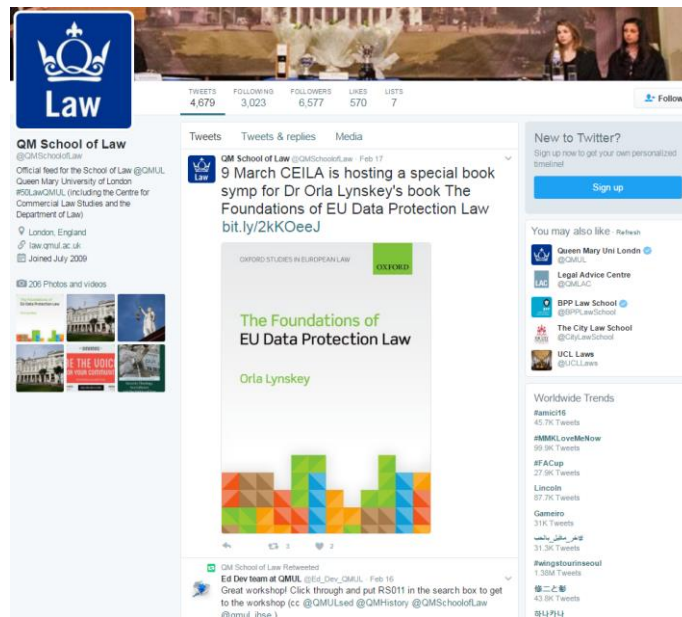 Law
TWEETS
4,679
FOLLOWING
3,023
FOLLOWERS
6,577
LIKES
570
LISTS
7
Follow
QM School of Law
@QMSchoolofLaw
Official feed for the School of Law @QMUL
Queen Mary University of London
#50LawQMUL (including the Centre for
Commercial Law Studies and the
Department of Law)
London, England
law.qmul.ac.uk
Joined July 2009
206 Photos and videos
Tweets Tweets & replies Media
QM School of Law @QMSchoolofLaw · Feb 17
9 March CEILA is hosting a special book
symp for Dr Orla Lynskey's book The
Foundations of EU Data Protection Law
bit.ly/2kKOeeJ
OXFORD STUDIES IN EUROPEAN LAW
OXFORD
The Foundations of
EU Data Protection Law
Orla Lynskey
3 2
QM School of Law Retweeted
Ed Dev team at QMUL @Ed_Dev_QMUL · Feb 16
Great workshop! Click through and put RS011 in the search box to get
to the workshop (cc @QMULsed @QMHistory @QMSchoolofLaw
New to Twitter?
Sign up now to get your own personalized
timeline!
Sign up
You may also like · Refresh
Queen Mary Uni Londn
@QMUL
Legal Advice Centre
@QMLAC
BPP Law School
@BPPLawSchool
The City Law School
@CityLawSchool
UCL Laws
@UCLLaws
Worldwide Trends
#amici16
45.7K Tweets
#MMKLoveMeNow
99.9K Tweets
#FACup
27.9K Tweets
Lincoln
87.7K Tweets
Gameiro
31K Tweets
31.3K Tweets
#wingstourinseoul
1.38M Tweets
修二と彰
43.8K Tweets
하나카나